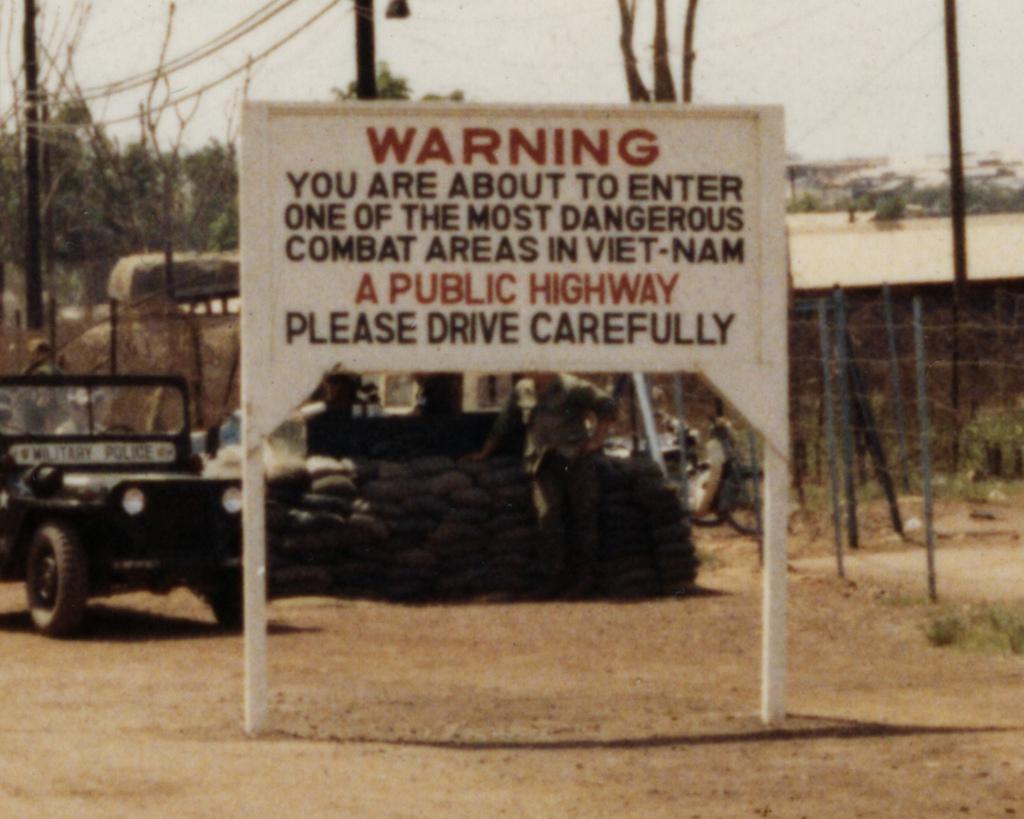 WARNING
YOU ARE ABOUT TO ENTER
ONE OF THE MOST DANGEROUS
COMBAT AREAS IN VIET-NAM
A PUBLIC HIGHWAY
PLEASE DRIVE CAREFULLY
MILITARY POLICE